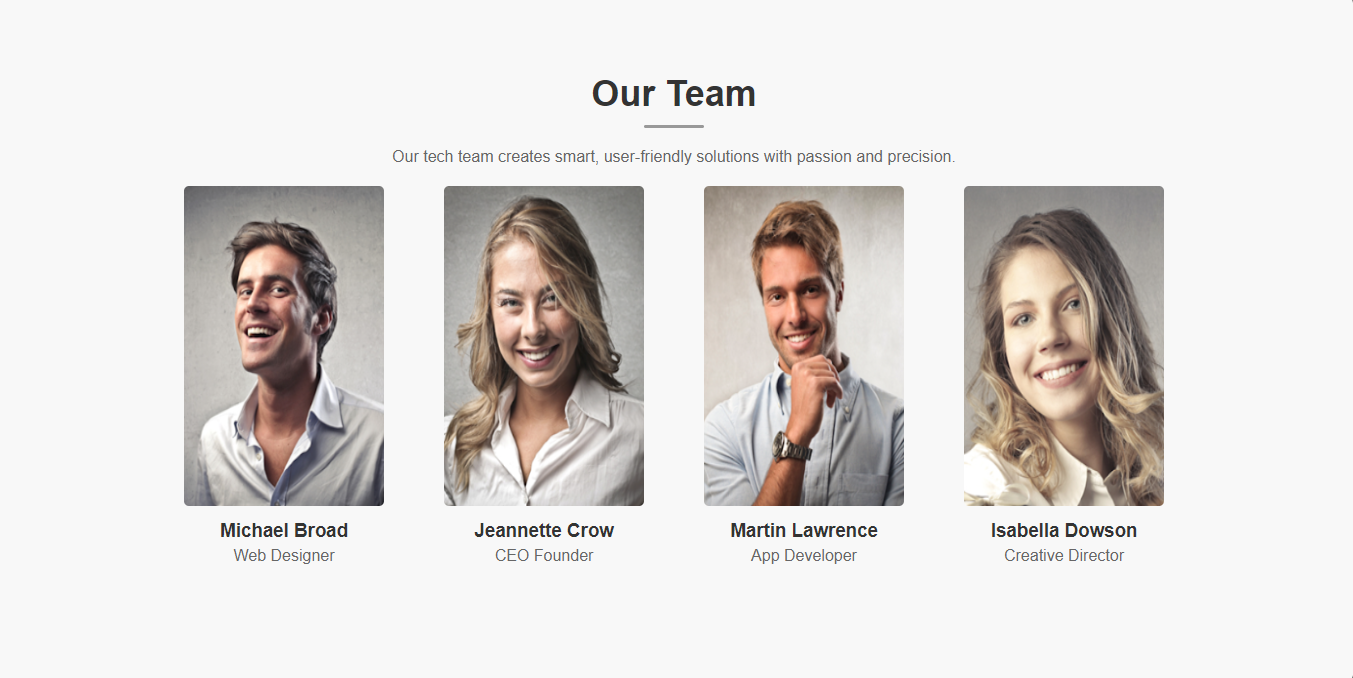 Our Team
Our tech team creates smart, user-friendly solutions with passion and precision.
Michael Broad
Jeannette Crow
Martin Lawrence
Isabella Dowson
Web Designer
CEO Founder
App Developer
Creative Director